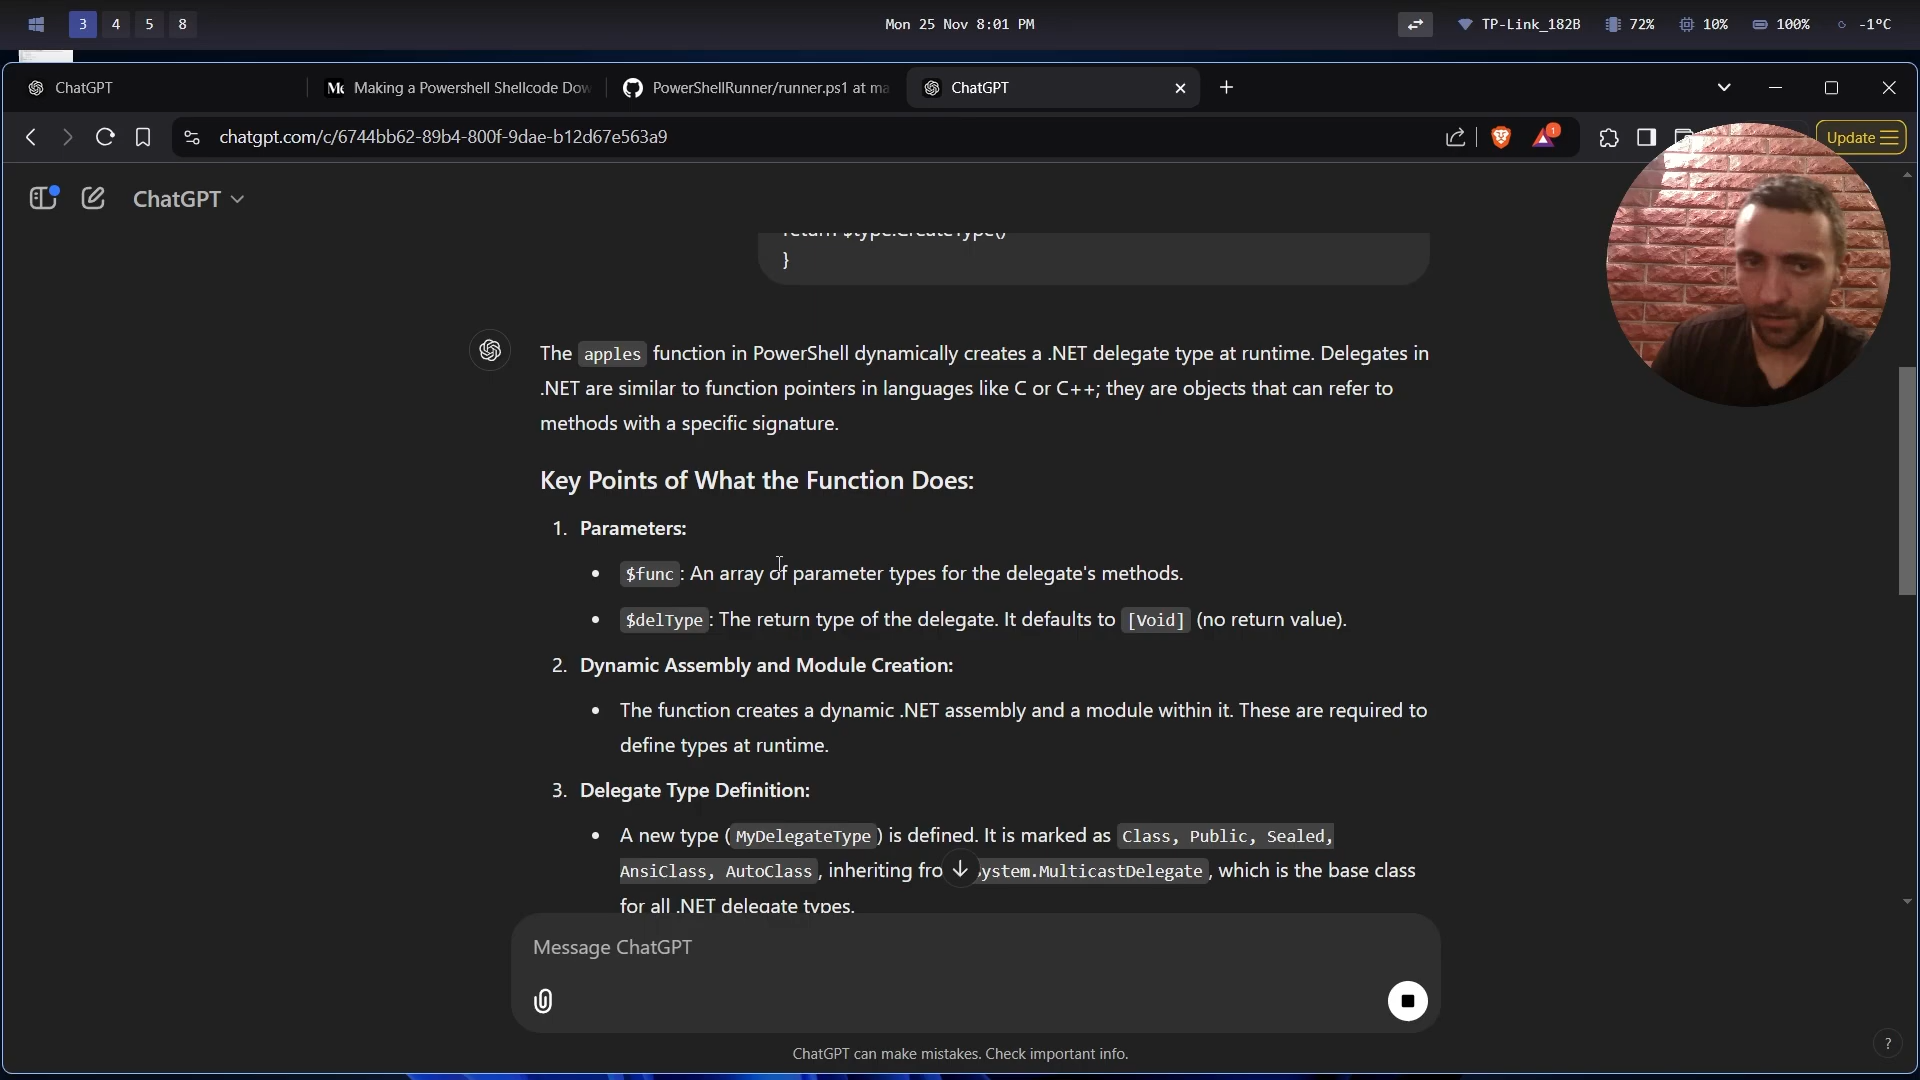 3 4 5 8 Mon 25 Nov 8:01 PM TP-Link_182B 72% 10% 100% -1°C
ChatGPT Making a Powershell Shellcode Dow PowerShellRunner/runner.ps1 at ma ChatGPT
chatgpt.com/c/6744bb62-89b4-800f-9dae-b12d67e563a9 1 Update
ChatGPT
return $type.CreateType()
}
The apples function in PowerShell dynamically creates a .NET delegate type at runtime. Delegates in
.NET are similar to function pointers in languages like C or C++; they are objects that can refer to
methods with a specific signature.
Key Points of What the Function Does:
1. Parameters:
• $func: An array of parameter types for the delegate's methods.
• $delType: The return type of the delegate. It defaults to [Void] (no return value).
2. Dynamic Assembly and Module Creation:
• The function creates a dynamic .NET assembly and a module within it. These are required to
define types at runtime.
3. Delegate Type Definition:
• A new type (MyDelegateType) is defined. It is marked as Class, Public, Sealed,
AnsiClass, AutoClass, inheriting fro ystem.MulticastDelegate, which is the base class
for all .NET delegate types.
Message ChatGPT
ChatGPT can make mistakes. Check important info.
?